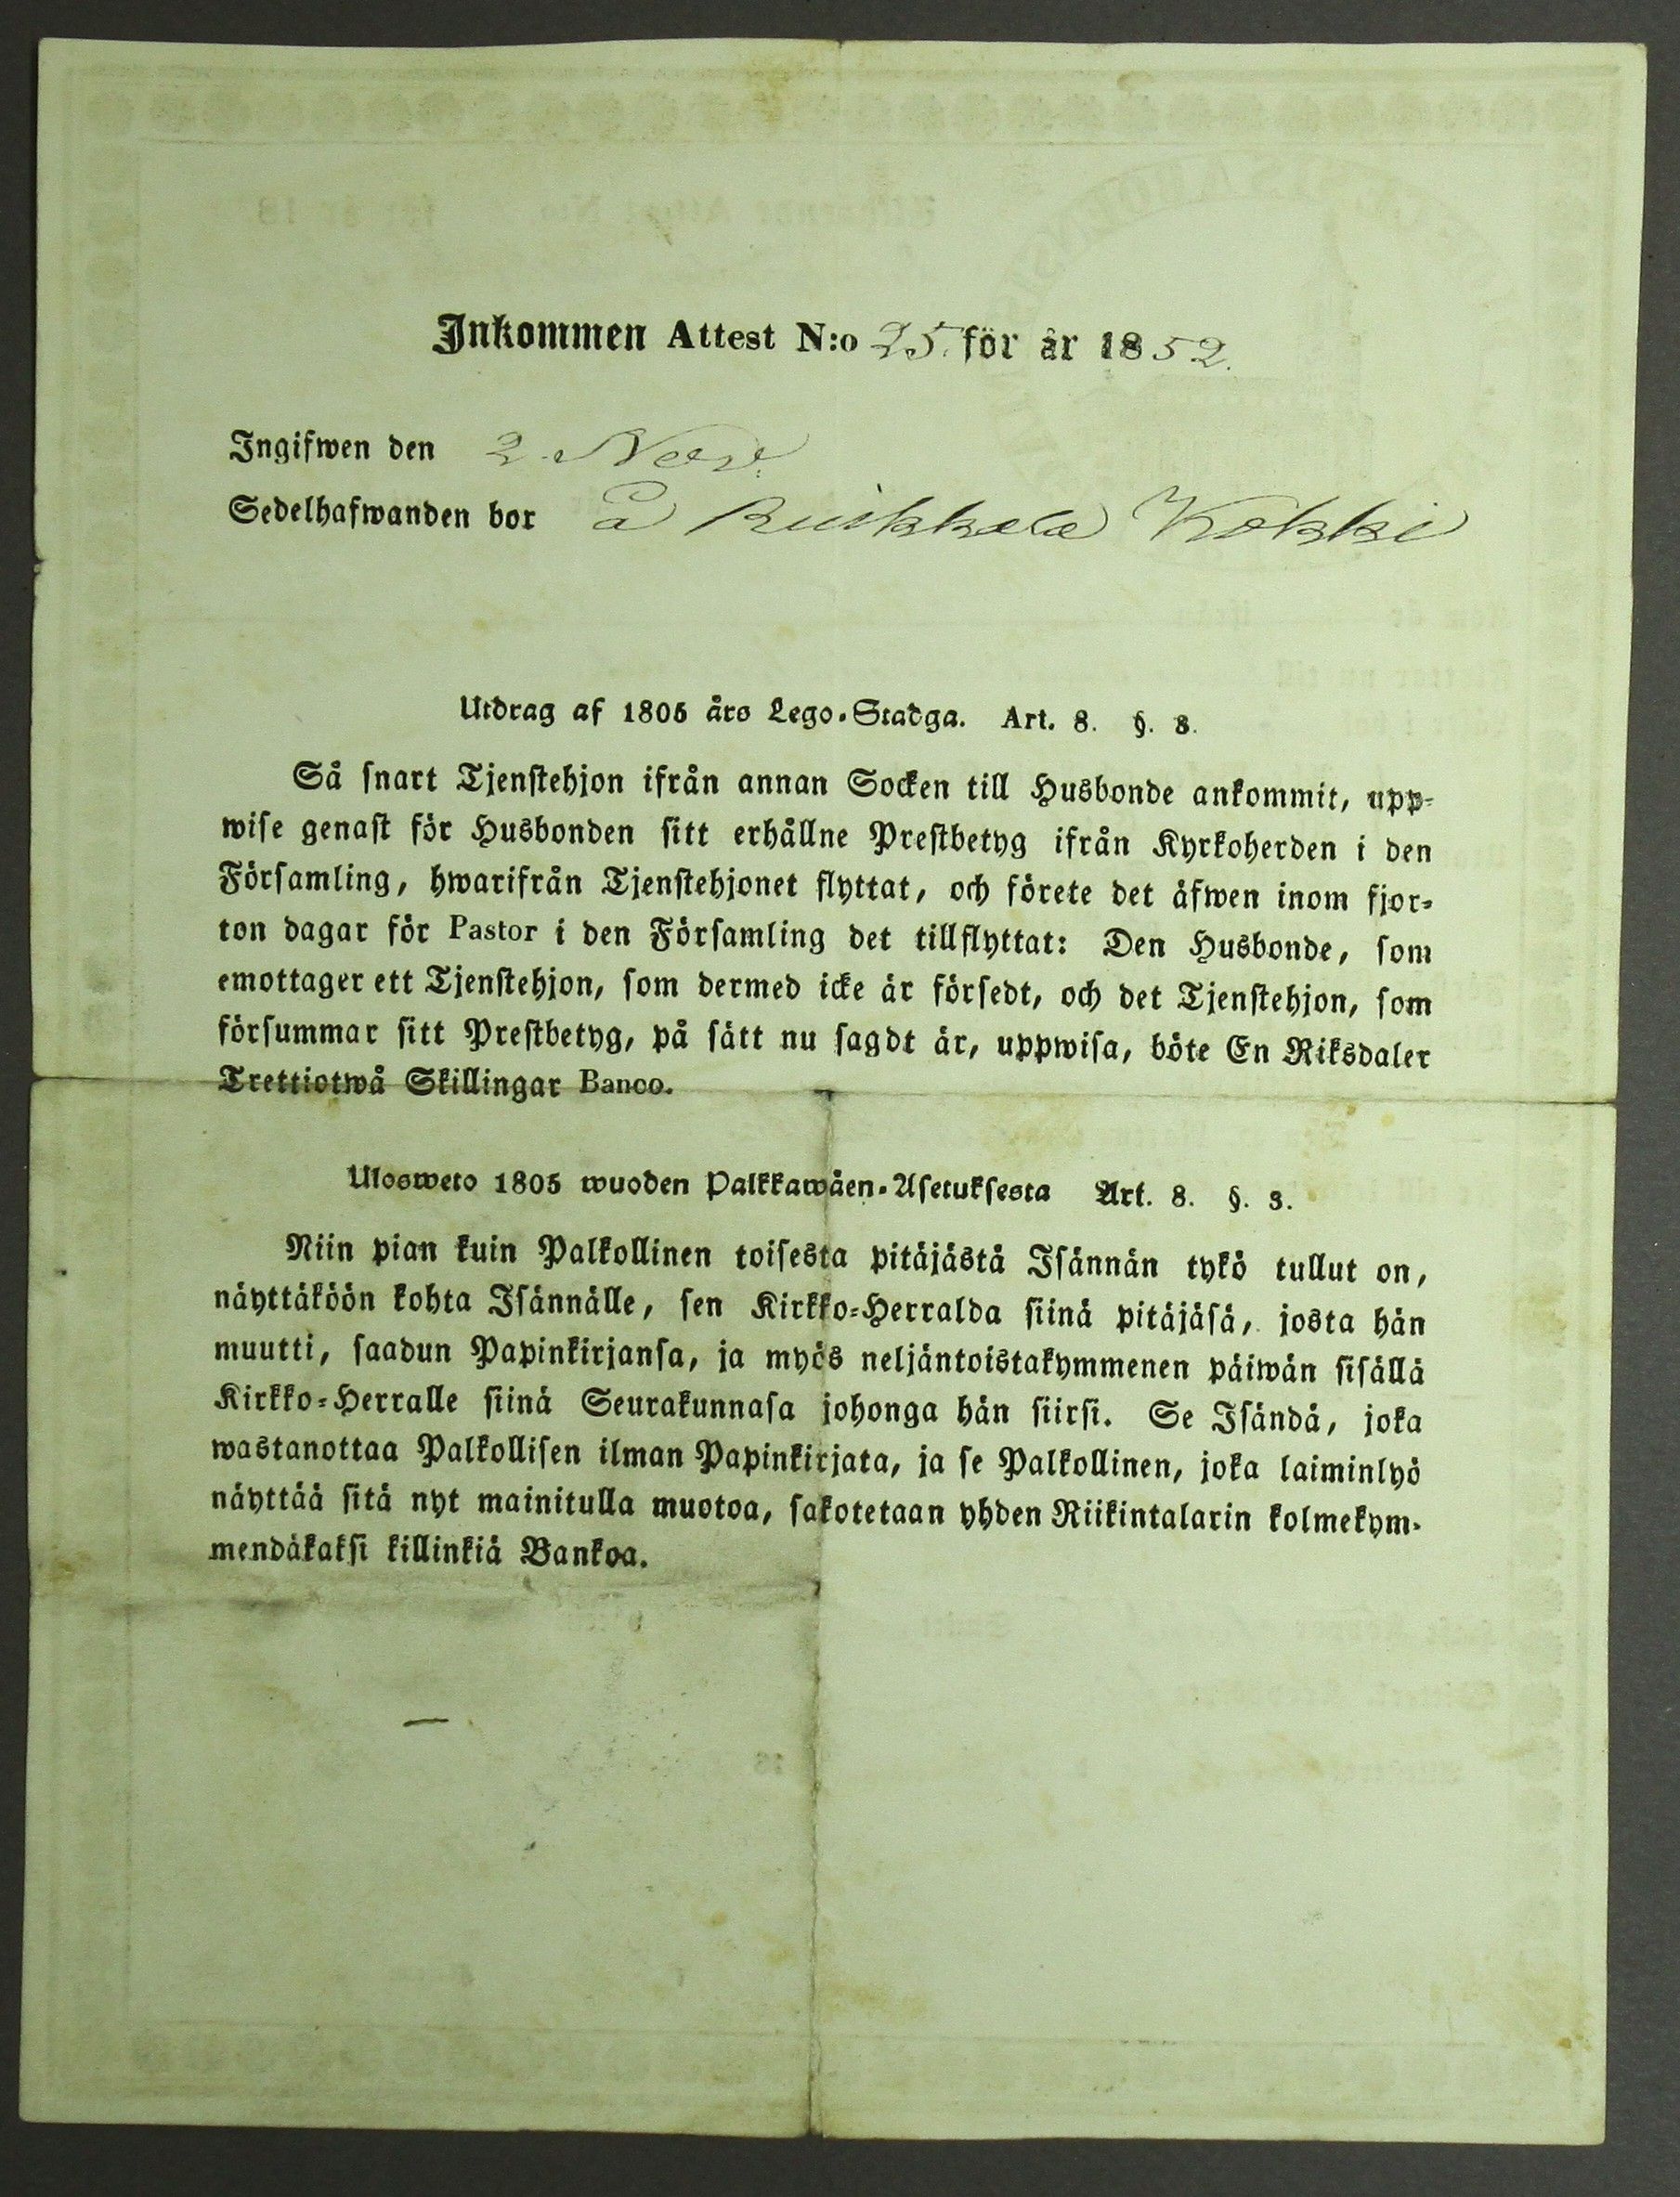 Inkommen Attest N:o 25. för år 1852.
Ingifwen den 2. Nov.
Sedelhafwanden bor å Ruikkala Kokki
Utdrag af 1805 års Lego-Stadga. Art. 8. §. 3.
Så snart Tjenstehjon ifrån annan Socken till Husbonde ankommit, upp-
wise genast för Husbonden sitt erhållne Prestbetyg ifrån Kyrkoherden i den
Församling, hwarifrån Tjenstehjonet flyttat, och förete det äfwen inom fjor-
ton dagar för Pastor i den Församling det tillflyttat: Den Husbonde, som
emottager ett Tjenstehjon, som dermed icke är försedt, och det Tjenstehjon, som
försummar sitt Prestbetyg, på sätt nu sagdt är, uppwisa, böte En Riksdaler
Trettiotwå Skillingar Banco.
Ulosweto 1805 wuoden Palkkawäen-Asetuksesta Art. 8. §. 3.
Niin pian kuin Palkollinen toisesta pitäjästä Isännän tykö tullut on,
näyttäköön kohta Isännälle, sen Kirkko-Herralda siinä pitäjäsä, josta hän
muutti, saadun Papinkirjansa, ja myös neljäntoistakymmenen päiwän sisällä
Kirkko-Herralle siinä Seurakunnasa johonga hän siirsi. Se Isändä, joka
wastanottaa Palkollisen ilman Papinkirjata, ja se Palkollinen, joka laiminlyö
näyttää sitä nyt mainitulla muotoa, sakotetaan yhden Riikintalarin kolmekym-
mendäkaksi killinkiä Bankoa.